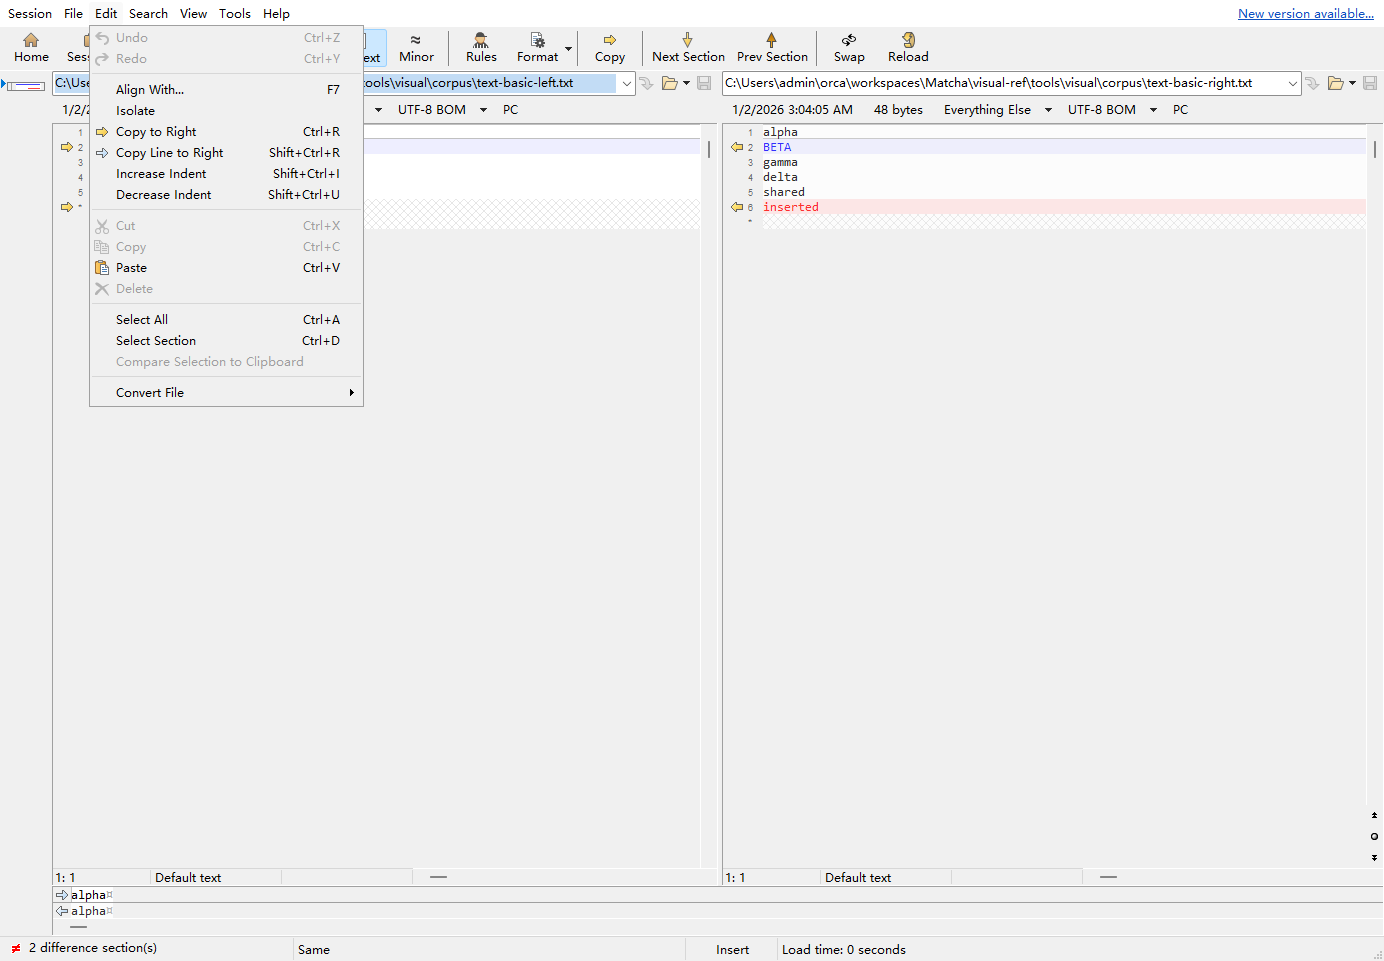 Session File Edit Search View Tools Help New version available...
Home Minor Rules Format Copy Next Section Prev Section Swap Reload
tools\visual\corpus\text-basic-left.txt C:\Users\admin\orca\workspaces\Matcha\visual-ref\tools\visual\corpus\text-basic-right.txt
UTF-8 BOM PC 1/2/2026 3:04:05 AM 48 bytes Everything Else UTF-8 BOM PC
Undo Ctrl+Z
Redo Ctrl+Y
Align With... F7
Isolate
Copy to Right Ctrl+R
Copy Line to Right Shift+Ctrl+R
Increase Indent Shift+Ctrl+I
Decrease Indent Shift+Ctrl+U
Cut Ctrl+X
Copy Ctrl+C
Paste Ctrl+V
Delete
Select All Ctrl+A
Select Section Ctrl+D
Compare Selection to Clipboard
Convert File
1
2
3
4
5
1 alpha
2 BETA
3 gamma
4 delta
5 shared
6 inserted
1: 1 Default text 1: 1 Default text
alpha¤
alpha¤
≠ 2 difference section(s) Same Insert Load time: 0 seconds